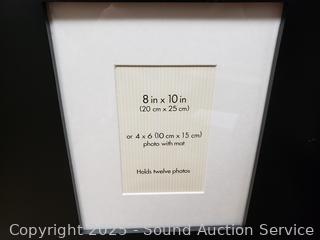 8 in x 10 in
(20 cm x 25 cm)
or 4 x 6 (10 cm x 15 cm)
photo with mat
Holds twelve photos
Copyright 2025 - Sound Auction Service